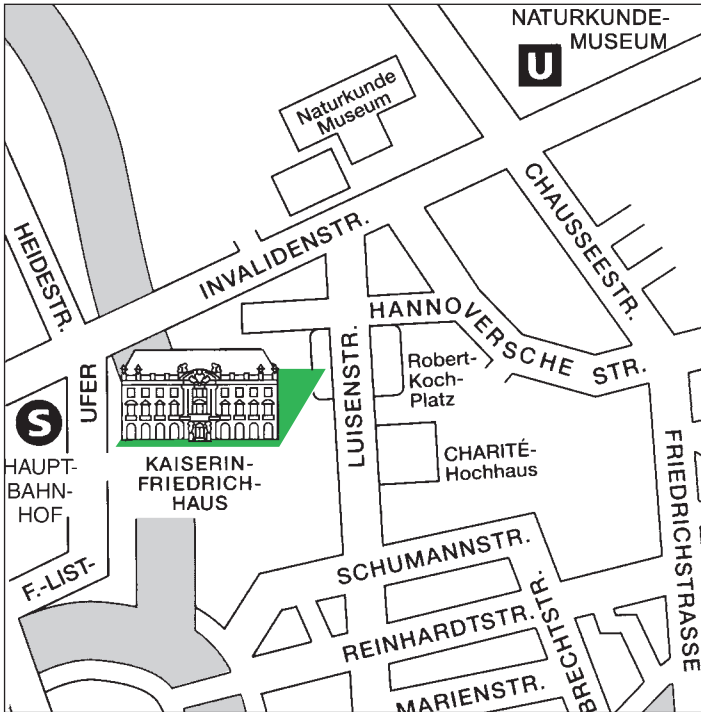 NATURKUNDE-
MUSEUM
U
Naturkunde
Museum
CHAUSSEESTR.
HEIDESTR.
INVALIDENSTR.
HANNOVERSCHE STR.
UFER
LUISENSTR.
Robert-
Koch-
Platz
S
HAUPT-
BAHN-
HOF
KAISERIN-
FRIEDRICH-
HAUS
CHARITÉ-
Hochhaus
FRIEDRICHSTRASSE
F.-LIST-
SCHUMANNSTR.
REINHARDTSTR.
BRECHTSTR.
MARIENSTR.